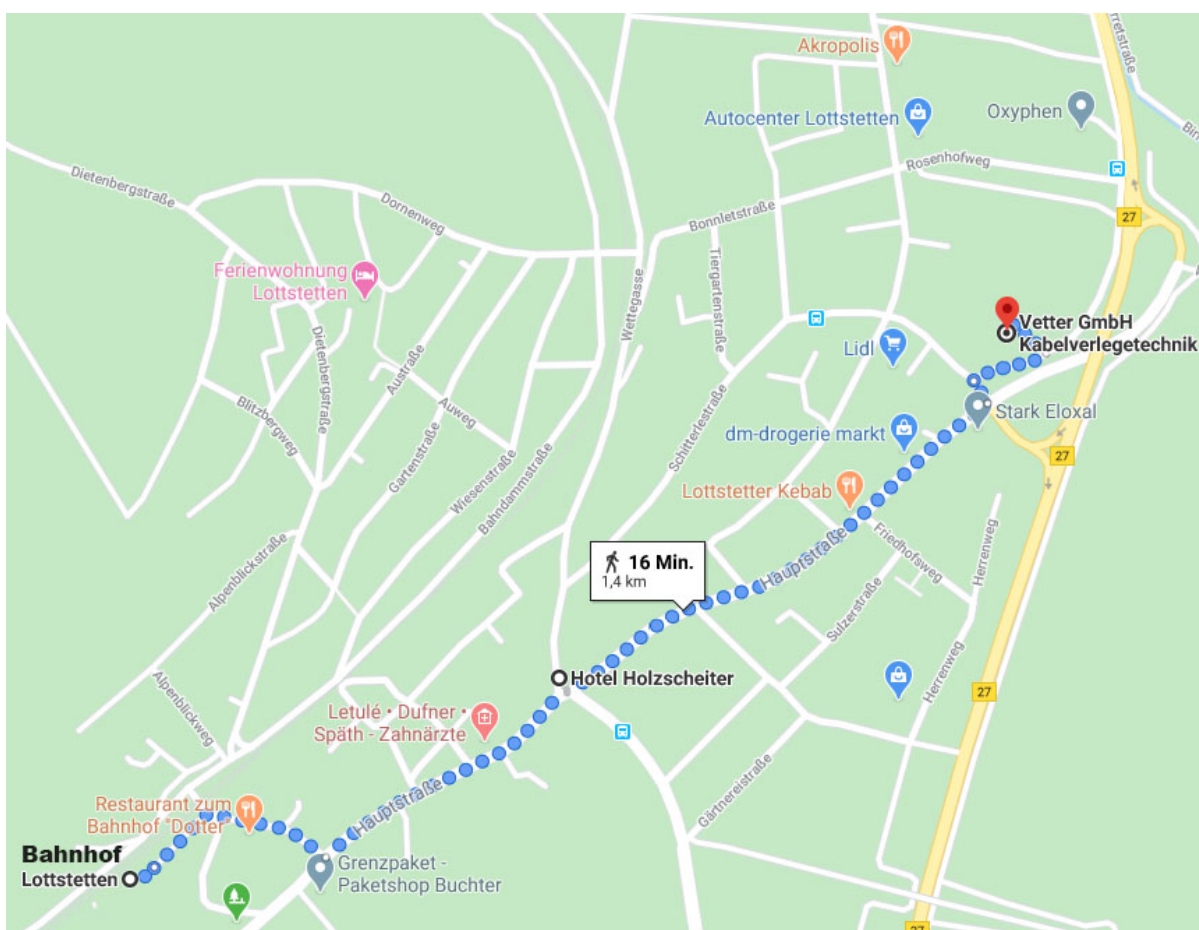 Akropolis
Autocenter Lottstetten
Oxyphen
Rosenhofweg
Dietenbergstraße
Dornenweg
Bonnletstraße
27
Ferienwohnung
Lottstetten
Tiergartenstraße
Wettegasse
Vetter GmbH
Kabelverlegetechnik
Lidl
Dietenbergstraße
Austraße
Blitzbergweg
Auweg
Gartenstraße
Schitterlestraße
Stark Eloxal
dm-drogerie markt
27
Wiesenstraße
Bahndammstraße
Lottstetter Kebab
Hauptstraße
Friedhofsweg
Herrenweg
16 Min.
1,4 km
Alpenblickstraße
Sulzerstraße
Hotel Holzscheiter
Herrenweg
27
Alpenblickweg
Letulé • Dufner •
Späth - Zahnärzte
Gärtnereistraße
Hauptstraße
Restaurant zum
Bahnhof "Dotter"
Bahnhof
Lottstetten
Grenzpaket -
Paketshop Buchter
27